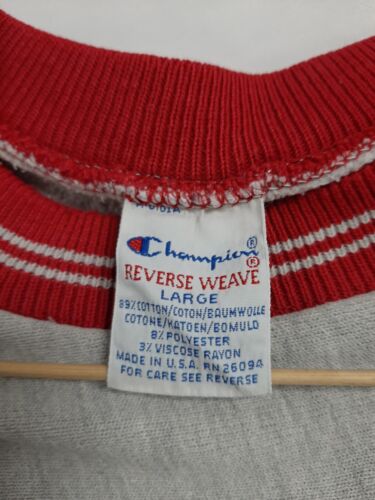 Champion®
REVERSE WEAVE®
LARGE
89% COTTON/COTON/BAUMWOLLE
COTONE/KATOEN/BOMULD
8% POLYESTER
3% VISCOSE RAYON
MADE IN U.S.A. RN 26094
FOR CARE SEE REVERSE